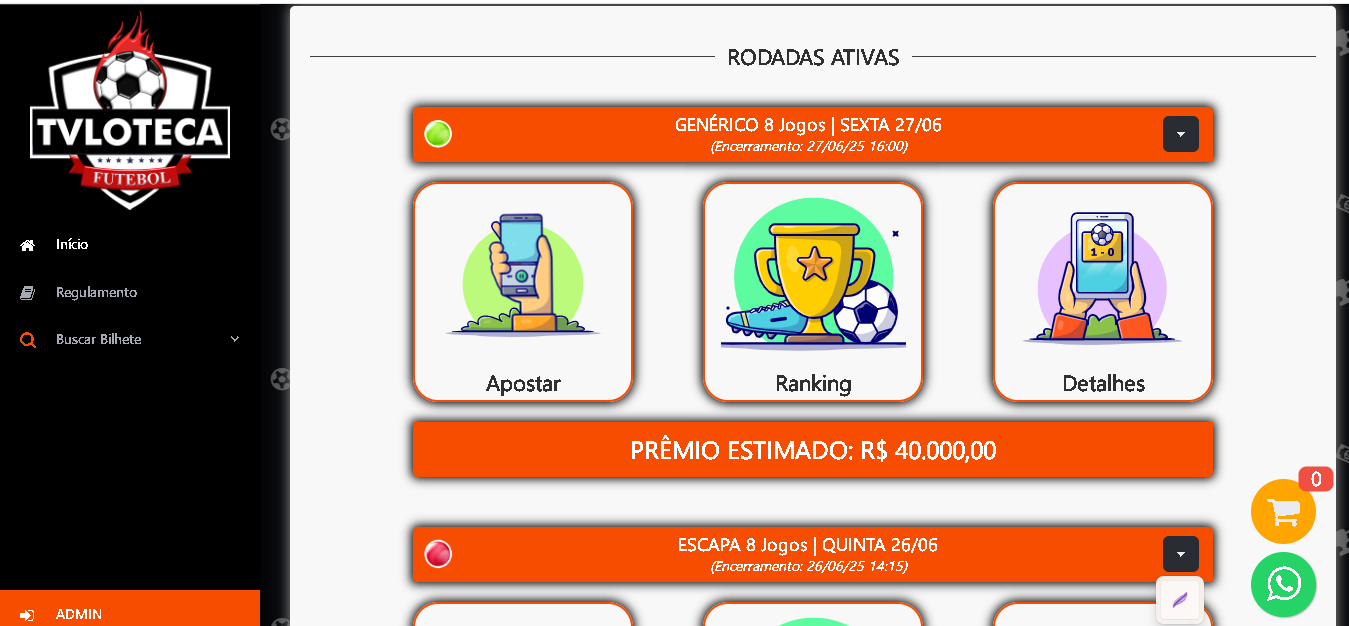 TVLOTECA
FUTEBOL
Início
Regulamento
Buscar Bilhete
ADMIN
RODADAS ATIVAS
GENÉRICO 8 Jogos | SEXTA 27/06
(Encerramento: 27/06/25 16:00)
1 - 0
Apostar
Ranking
Detalhes
PRÊMIO ESTIMADO: R$ 40.000,00
0
ESCAPA 8 Jogos | QUINTA 26/06
(Encerramento: 26/06/25 14:15)